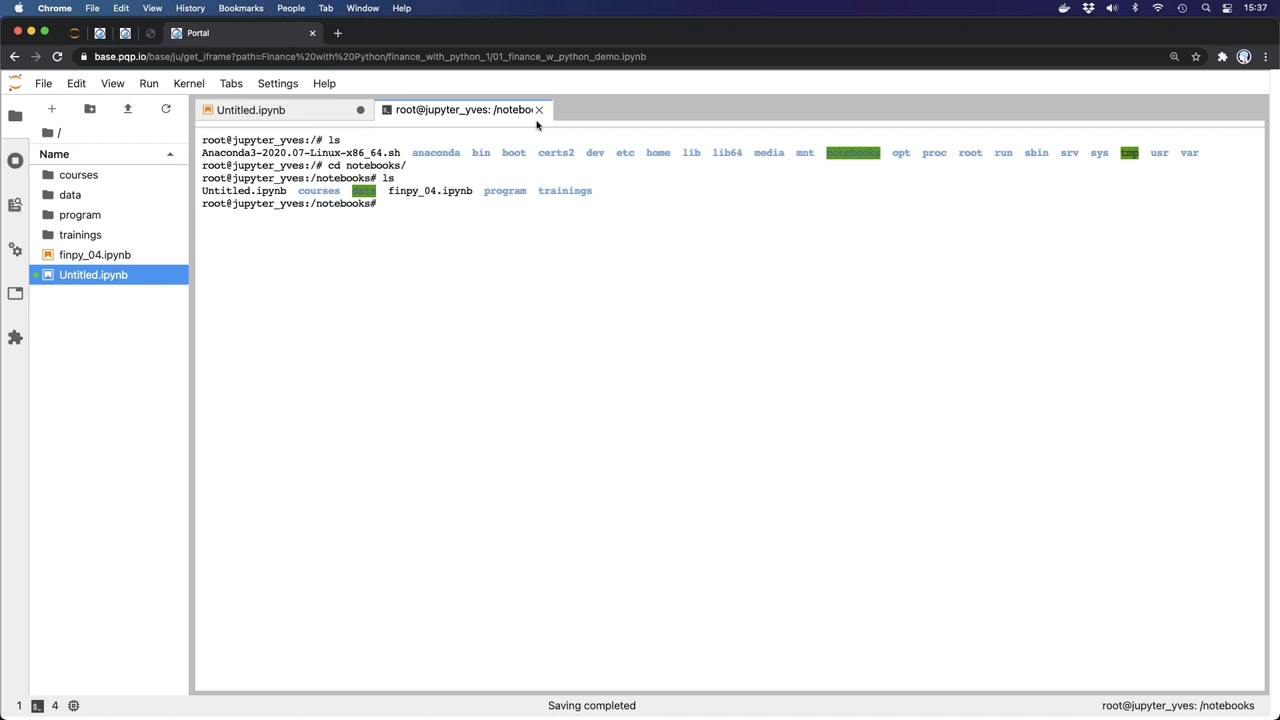 Chrome File Edit View History Bookmarks People Tab Window Help 15:37
Portal
base.pqp.io/base/ju/get_iframe?path=Finance%20with%20Python/finance_with_python_1/01_finance_w_python_demo.ipynb
File Edit View Run Kernel Tabs Settings Help
Untitled.ipynb root@jupyter_yves: /noteboo
/
Name
courses
data
program
trainings
finpy_04.ipynb
Untitled.ipynb
root@jupyter_yves:/# ls
Anaconda3-2020.07-Linux-x86_64.sh anaconda bin boot certs2 dev etc home lib lib64 media mnt notebooks opt proc root run sbin srv sys tmp usr var
root@jupyter_yves:/# cd notebooks/
root@jupyter_yves:/notebooks# ls
Untitled.ipynb courses data finpy_04.ipynb program trainings
root@jupyter_yves:/notebooks#
1 $_ 4 Saving completed root@jupyter_yves: /notebooks